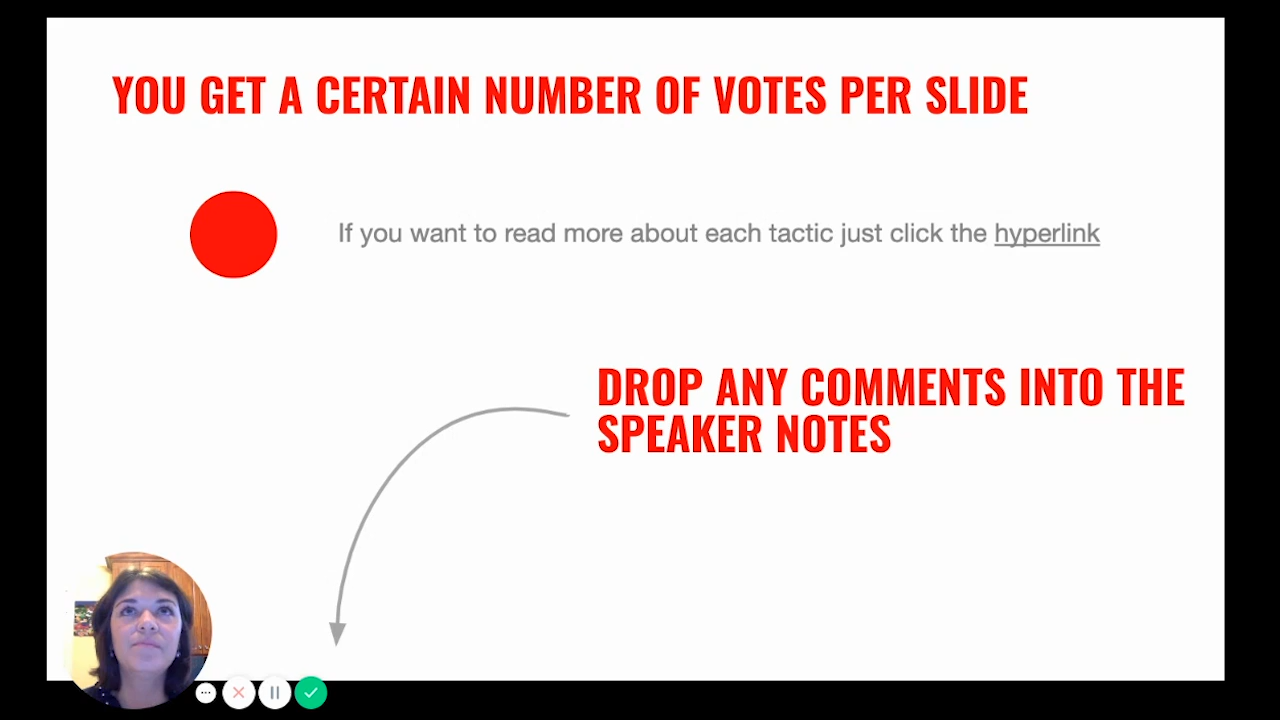 YOU GET A CERTAIN NUMBER OF VOTES PER SLIDE
If you want to read more about each tactic just click the hyperlink
DROP ANY COMMENTS INTO THE
SPEAKER NOTES